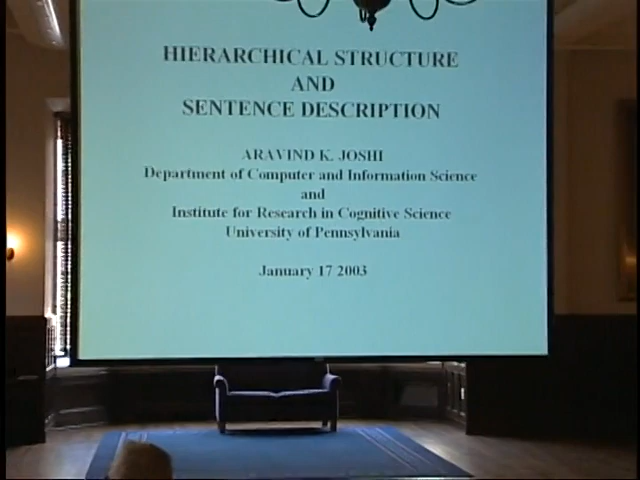 HIERARCHICAL STRUCTURE
AND
SENTENCE DESCRIPTION
ARAVIND K. JOSHI
Department of Computer and Information Science
and
Institute for Research in Cognitive Science
University of Pennsylvania
January 17 2003